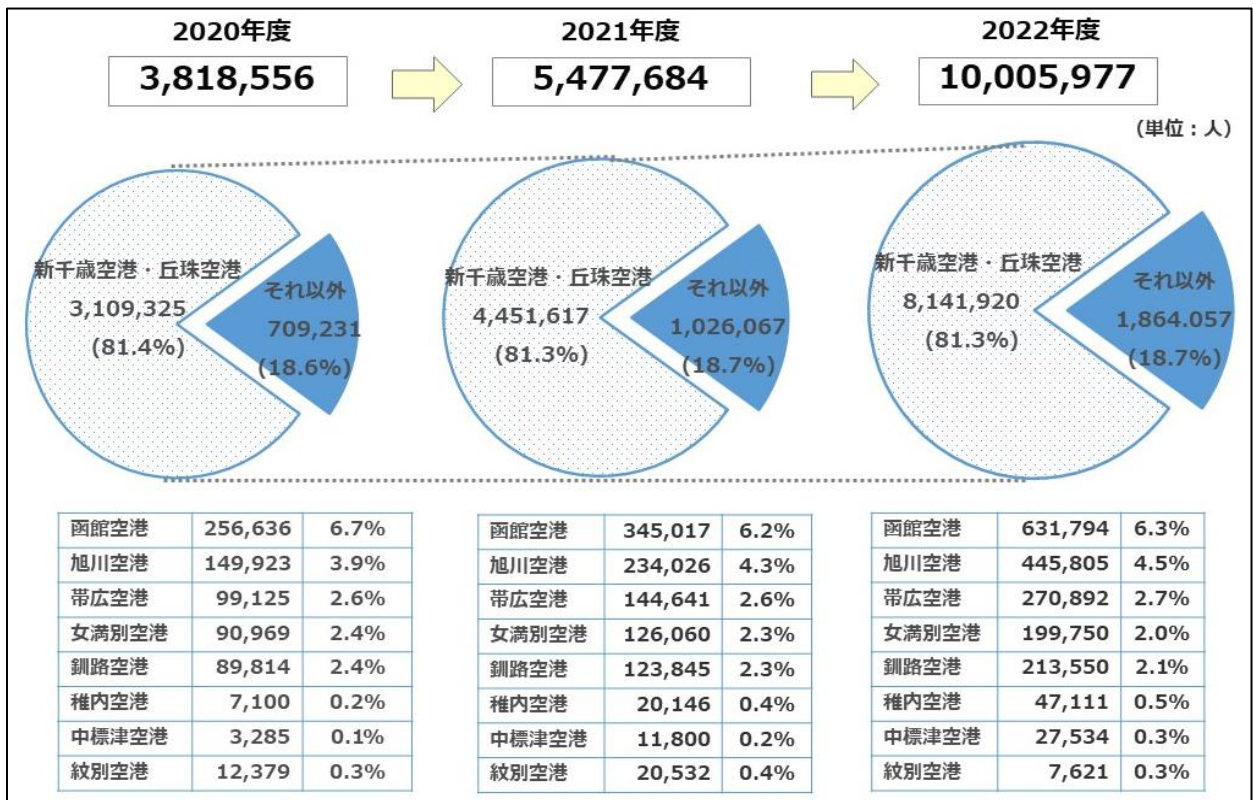 2020年度
3,818,556
2021年度
5,477,684
2022年度
10,005,977
(単位：人)
新千歳空港・丘珠空港
3,109,325
(81.4%)
それ以外
709,231
(18.6%)
新千歳空港・丘珠空港
4,451,617
(81.3%)
それ以外
1,026,067
(18.7%)
新千歳空港・丘珠空港
8,141,920
(81.3%)
それ以外
1,864.057
(18.7%)
函館空港 256,636 6.7%
旭川空港 149,923 3.9%
帯広空港 99,125 2.6%
女満別空港 90,969 2.4%
釧路空港 89,814 2.4%
稚内空港 7,100 0.2%
中標津空港 3,285 0.1%
紋別空港 12,379 0.3%
函館空港 345,017 6.2%
旭川空港 234,026 4.3%
帯広空港 144,641 2.6%
女満別空港 126,060 2.3%
釧路空港 123,845 2.3%
稚内空港 20,146 0.4%
中標津空港 11,800 0.2%
紋別空港 20,532 0.4%
函館空港 631,794 6.3%
旭川空港 445,805 4.5%
帯広空港 270,892 2.7%
女満別空港 199,750 2.0%
釧路空港 213,550 2.1%
稚内空港 47,111 0.5%
中標津空港 27,534 0.3%
紋別空港 7,621 0.3%